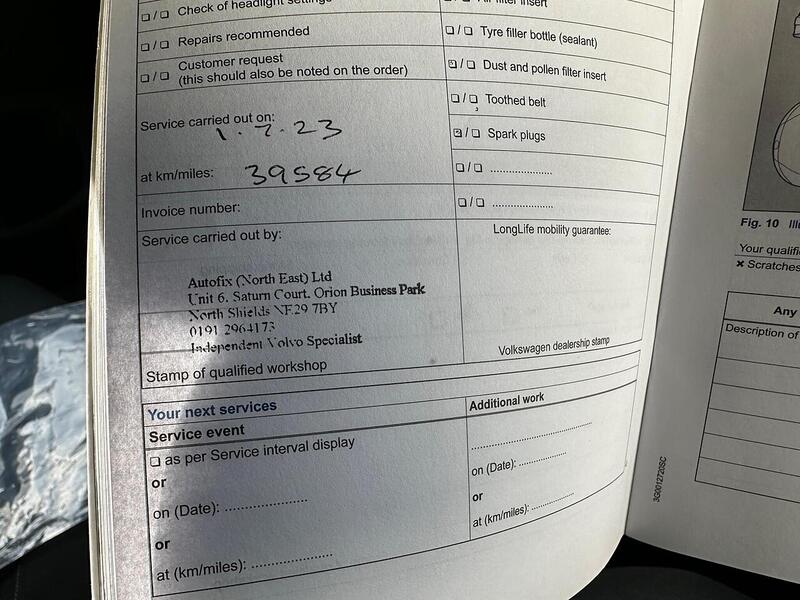 ❏ / ❏ Check of headlight settings
❏ / ❏ Repairs recommended
❏ / ❏ Customer request
(this should also be noted on the order)
Service carried out on:
1.7.23
at km/miles: 39584
Invoice number:
Service carried out by:
Autofix (North East) Ltd
Unit 6, Saturn Court, Orion Business Park
North Shields NE29 7BY
0191 2964173
Independent Volvo Specialist
Stamp of qualified workshop
❏ / ❏ Air filter insert
❏ / ❏ Tyre filler bottle (sealant)
❏ / ❏ Dust and pollen filter insert
❏ / ❏ Toothed belt
❏ / ❏ Spark plugs
❏ / ❏ .....................
❏ / ❏ .....................
LongLife mobility guarantee:
Volkswagen dealership stamp
Your next services
Service event
❏ as per Service interval display
or
on (Date): .....................
or
at (km/miles): .....................
Additional work
..............................
on (Date): ............
or
at (km/miles): ............
3G0012720SC
Fig. 10
Your
× Scratches
Any
Description of